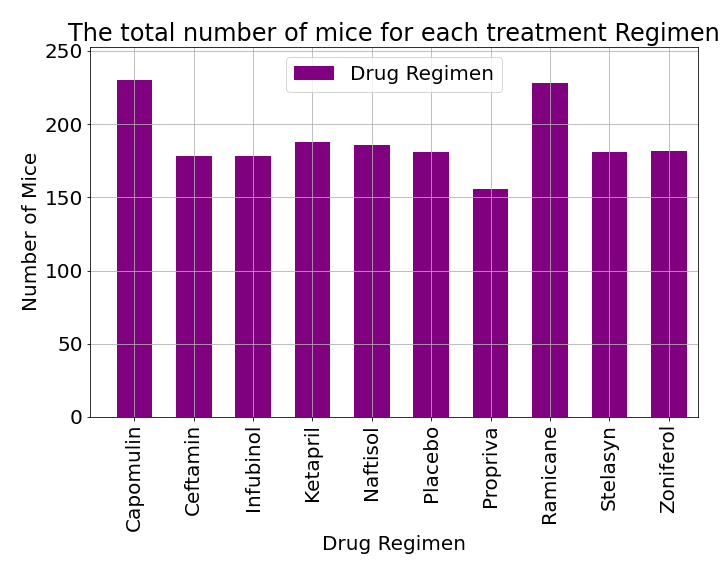 The total number of mice for each treatment Regimen
Drug Regimen
250
200
150
100
50
0
Number of Mice
Capomulin
Ceftamin
Infubinol
Ketapril
Naftisol
Placebo
Propriva
Ramicane
Stelasyn
Zoniferol
Drug Regimen